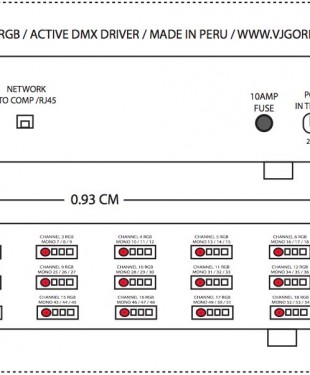 RGB / ACTIVE DMX DRIVER / MADE IN PERU / WWW.VJGOR
NETWORK
TO COMP /RJ45
10AMP
FUSE
IN T
0.93 CM
CHANNEL 3 RGB
MONO 7 / 8 / 9
CHANNEL 4 RGB
MONO 10 / 11 / 12
CHANNEL 5 RGB
MONO 13 / 14 / 15
CHANNEL 6 RGB
MONO 16 / 17 / 18
CHANNEL 9 RGB
MONO 25 / 26 / 27
CHANNEL 10 RGB
MONO 28 / 29 / 30
CHANNEL 11 RGB
MONO 31 / 32 / 33
CHANNEL 12 RGB
MONO 34 / 35 / 36
CHANNEL 15 RGB
MONO 43 / 44 / 45
CHANNEL 16 RGB
MONO 46 / 47 / 48
CHANNEL 17 RGB
MONO 49 / 50 / 51
CHANNEL 18 RGB
MONO 52 / 53 / 54